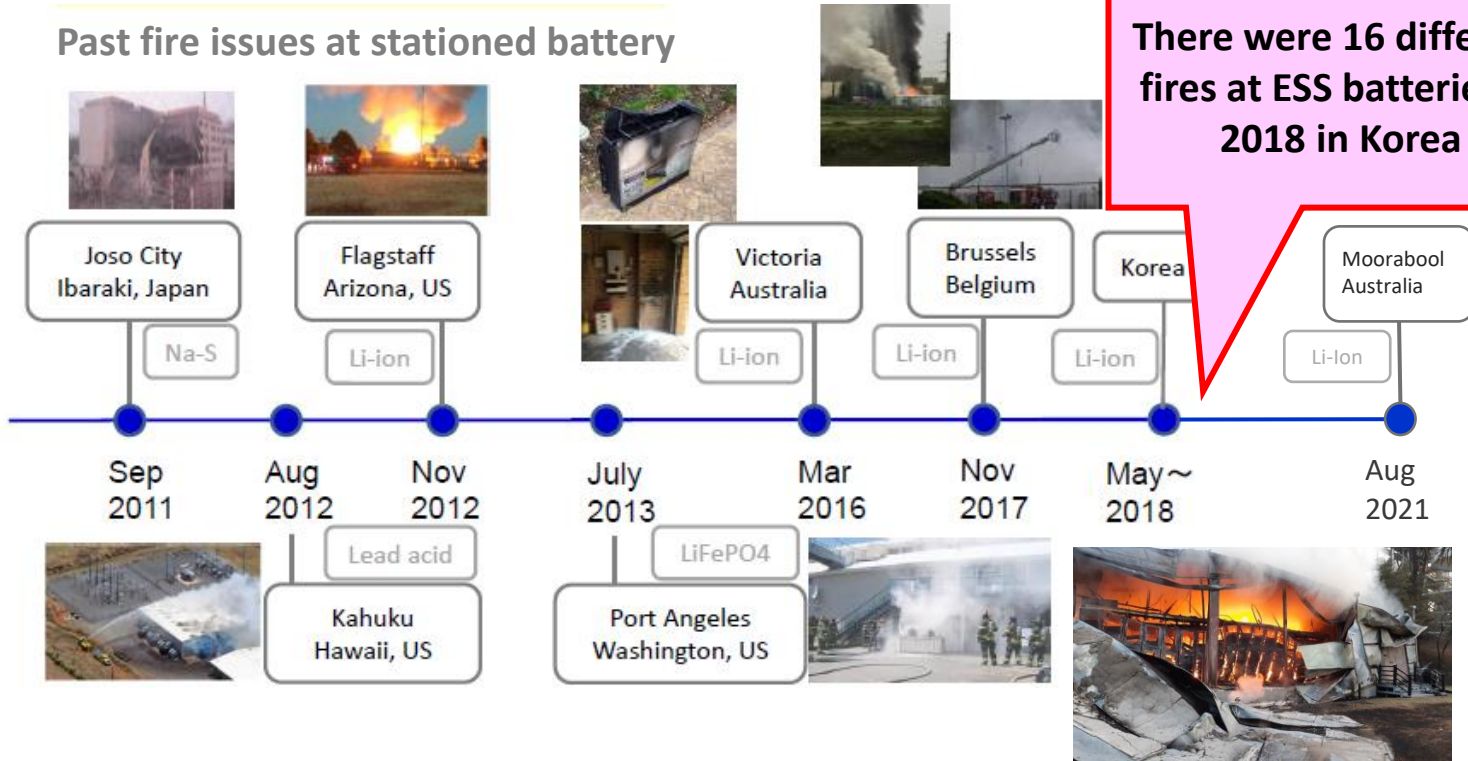 Past fire issues at stationed battery
There were 16
fires at ESS
2018 in Korea
Joso City
Ibaraki, Japan
Na-S
Flagstaff
Arizona, US
Li-ion
Victoria
Australia
Li-ion
Brussels
Belgium
Li-ion
Korea
Li-ion
Moorabool
Australia
Li-Ion
Sep
2011
Aug
2012
Nov
2012
July
2013
Mar
2016
Nov
2017
May~
2018
Aug
2021
Lead acid
Kahuku
Hawaii, US
LiFePO4
Port Angeles
Washington, US